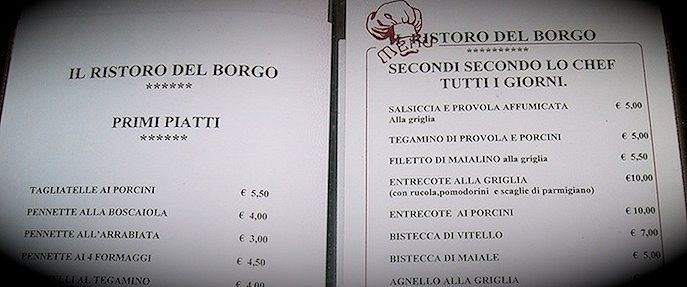 IL RISTORO DEL BORGO
******
PRIMI PIATTI
******
TAGLIATELLE AI PORCINI € 5,50
PENNETTE ALLA BOSCAIOLA € 4,00
PENNETTE ALL'ARRABIATA € 3,00
PENNETTE AI 4 FORMAGGI € 4,50
AL TEGAMINO € 4,00
MENU
RISTORO DEL BORGO
**********
SECONDI SECONDO LO CHEF
TUTTI I GIORNI.
SALSICCIA E PROVOLA AFFUMICATA € 5,00
Alla griglia
TEGAMINO DI PROVOLA E PORCINI € 5,00
FILETTO DI MAIALINO alla griglia € 5,50
ENTRECOTE ALLA GRIGLIA €10,00
(con rucola,pomodorini e scaglie di parmigiano)
ENTRECOTE AI PORCINI € 10,00
BISTECCA DI VITELLO € 7,00
BISTECCA DI MAIALE € 5,00
AGNELLO ALLA GRIGLIA